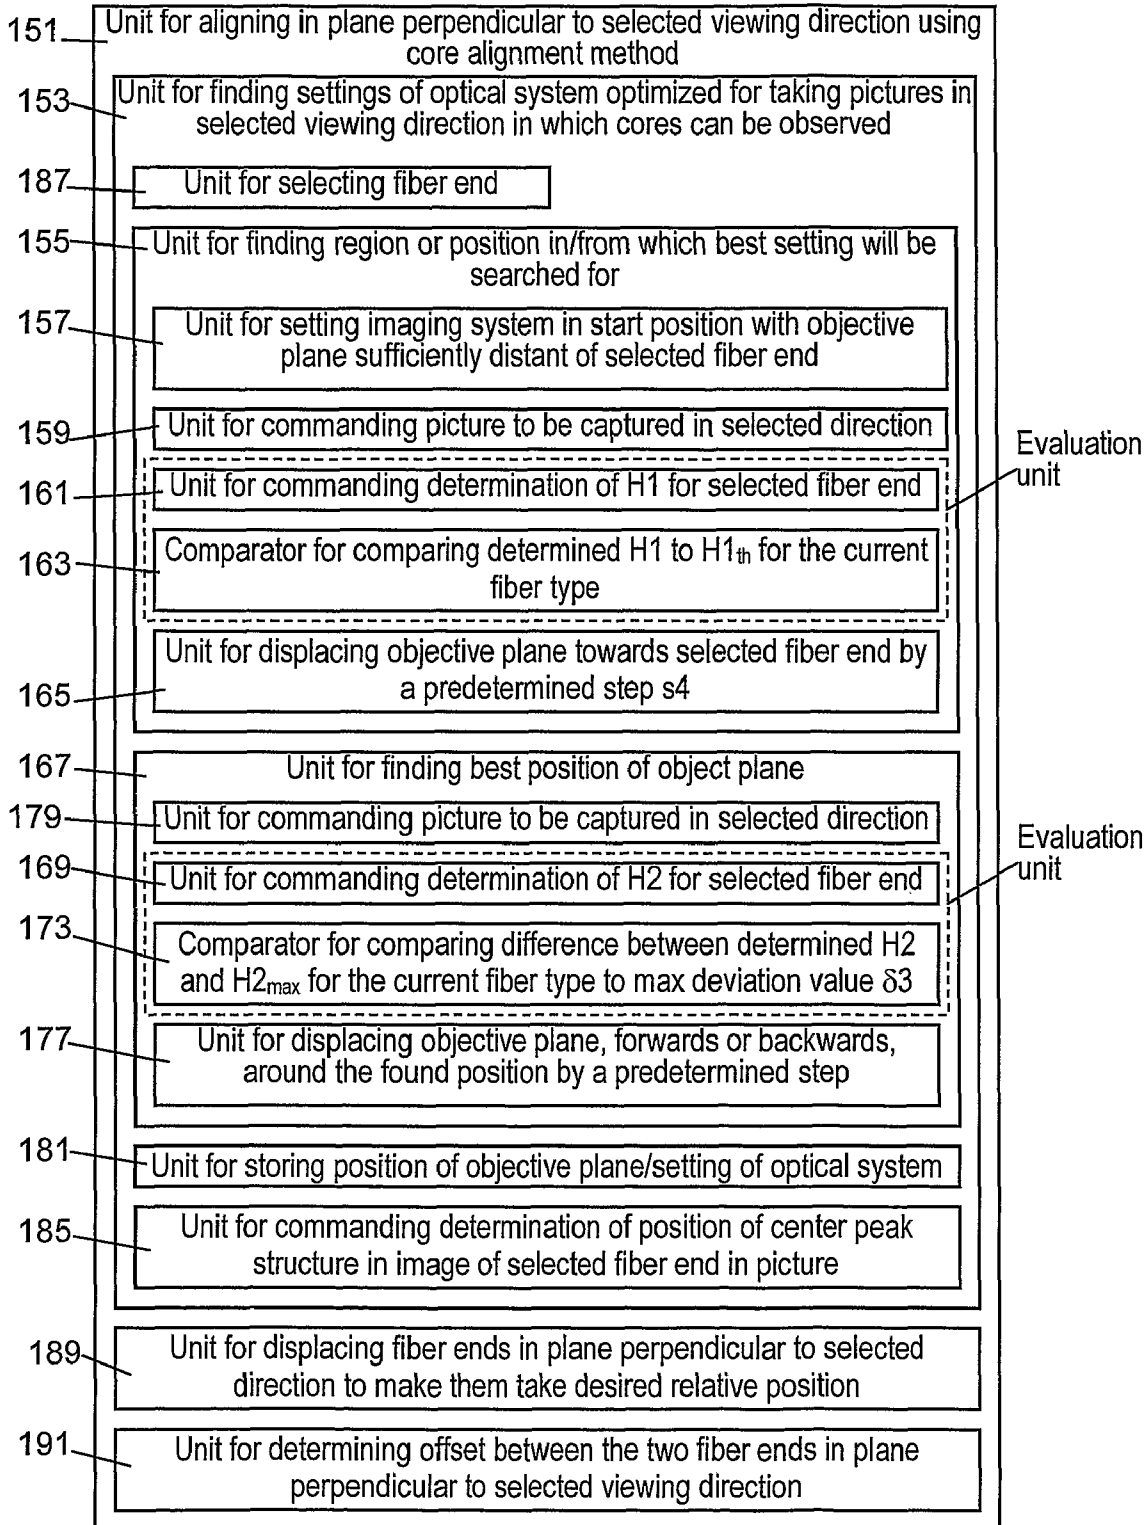 151
Unit for aligning in plane perpendicular to selected viewing direction using
core alignment method
153
Unit for finding settings of optical system optimized for taking pictures in
selected viewing direction in which cores can be observed
187
Unit for selecting fiber end
155
Unit for finding region or position in/from which best setting will be
searched for
157
Unit for setting imaging system in start position with objective
plane sufficiently distant of selected fiber end
159
Unit for commanding picture to be captured in selected direction
Evaluation
unit
161
Unit for commanding determination of H1 for selected fiber end
163
Comparator for comparing determined H1 to H1th for the current
fiber type
165
Unit for displacing objective plane towards selected fiber end by
a predetermined step s4
167
Unit for finding best position of object plane
179
Unit for commanding picture to be captured in selected direction
Evaluation
unit
169
Unit for commanding determination of H2 for selected fiber end
173
Comparator for comparing difference between determined H2
and H2max for the current fiber type to max deviation value δ3
177
Unit for displacing objective plane, forwards or backwards,
around the found position by a predetermined step
181
Unit for storing position of objective plane/setting of optical system
185
Unit for commanding determination of position of center peak
structure in image of selected fiber end in picture
189
Unit for displacing fiber ends in plane perpendicular to selected
direction to make them take desired relative position
191
Unit for determining offset between the two fiber ends in plane
perpendicular to selected viewing direction